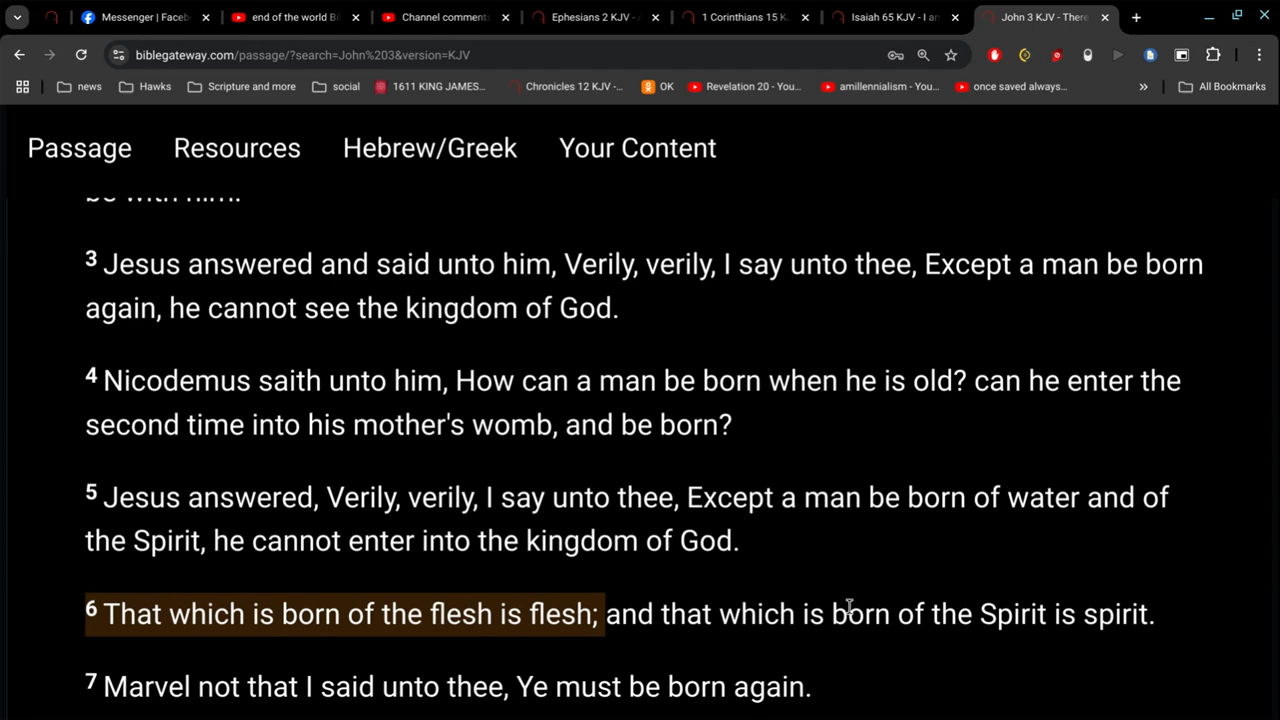 Messenger | Faceb
end of the world Bi
Channel comment
Ephesians 2 KJV - A
1 Corinthians 15 K
Isaiah 65 KJV - I am
John 3 KJV - There
biblegateway.com/passage/?search=John%203&version=KJV
news
Hawks
Scripture and more
social
1611 KING JAMES...
Chronicles 12 KJV -...
OK
Revelation 20 - You...
amillennialism - You...
once saved always...
»
All Bookmarks
Passage Resources Hebrew/Greek Your Content
be with him.
3 Jesus answered and said unto him, Verily, verily, I say unto thee, Except a man be born
again, he cannot see the kingdom of God.
4 Nicodemus saith unto him, How can a man be born when he is old? can he enter the
second time into his mother's womb, and be born?
5 Jesus answered, Verily, verily, I say unto thee, Except a man be born of water and of
the Spirit, he cannot enter into the kingdom of God.
6 That which is born of the flesh is flesh; and that which is born of the Spirit is spirit.
7 Marvel not that I said unto thee, Ye must be born again.